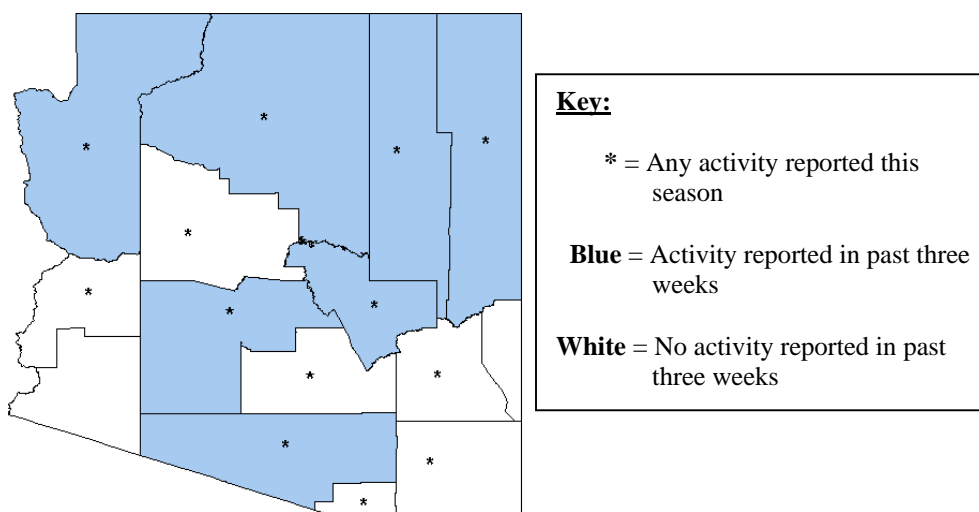 Key:
* = Any activity reported this
season
Blue = Activity reported in past three
weeks
White = No activity reported in past
three weeks
*
*
*
*
*
*
*
*
*
*
*
*
*